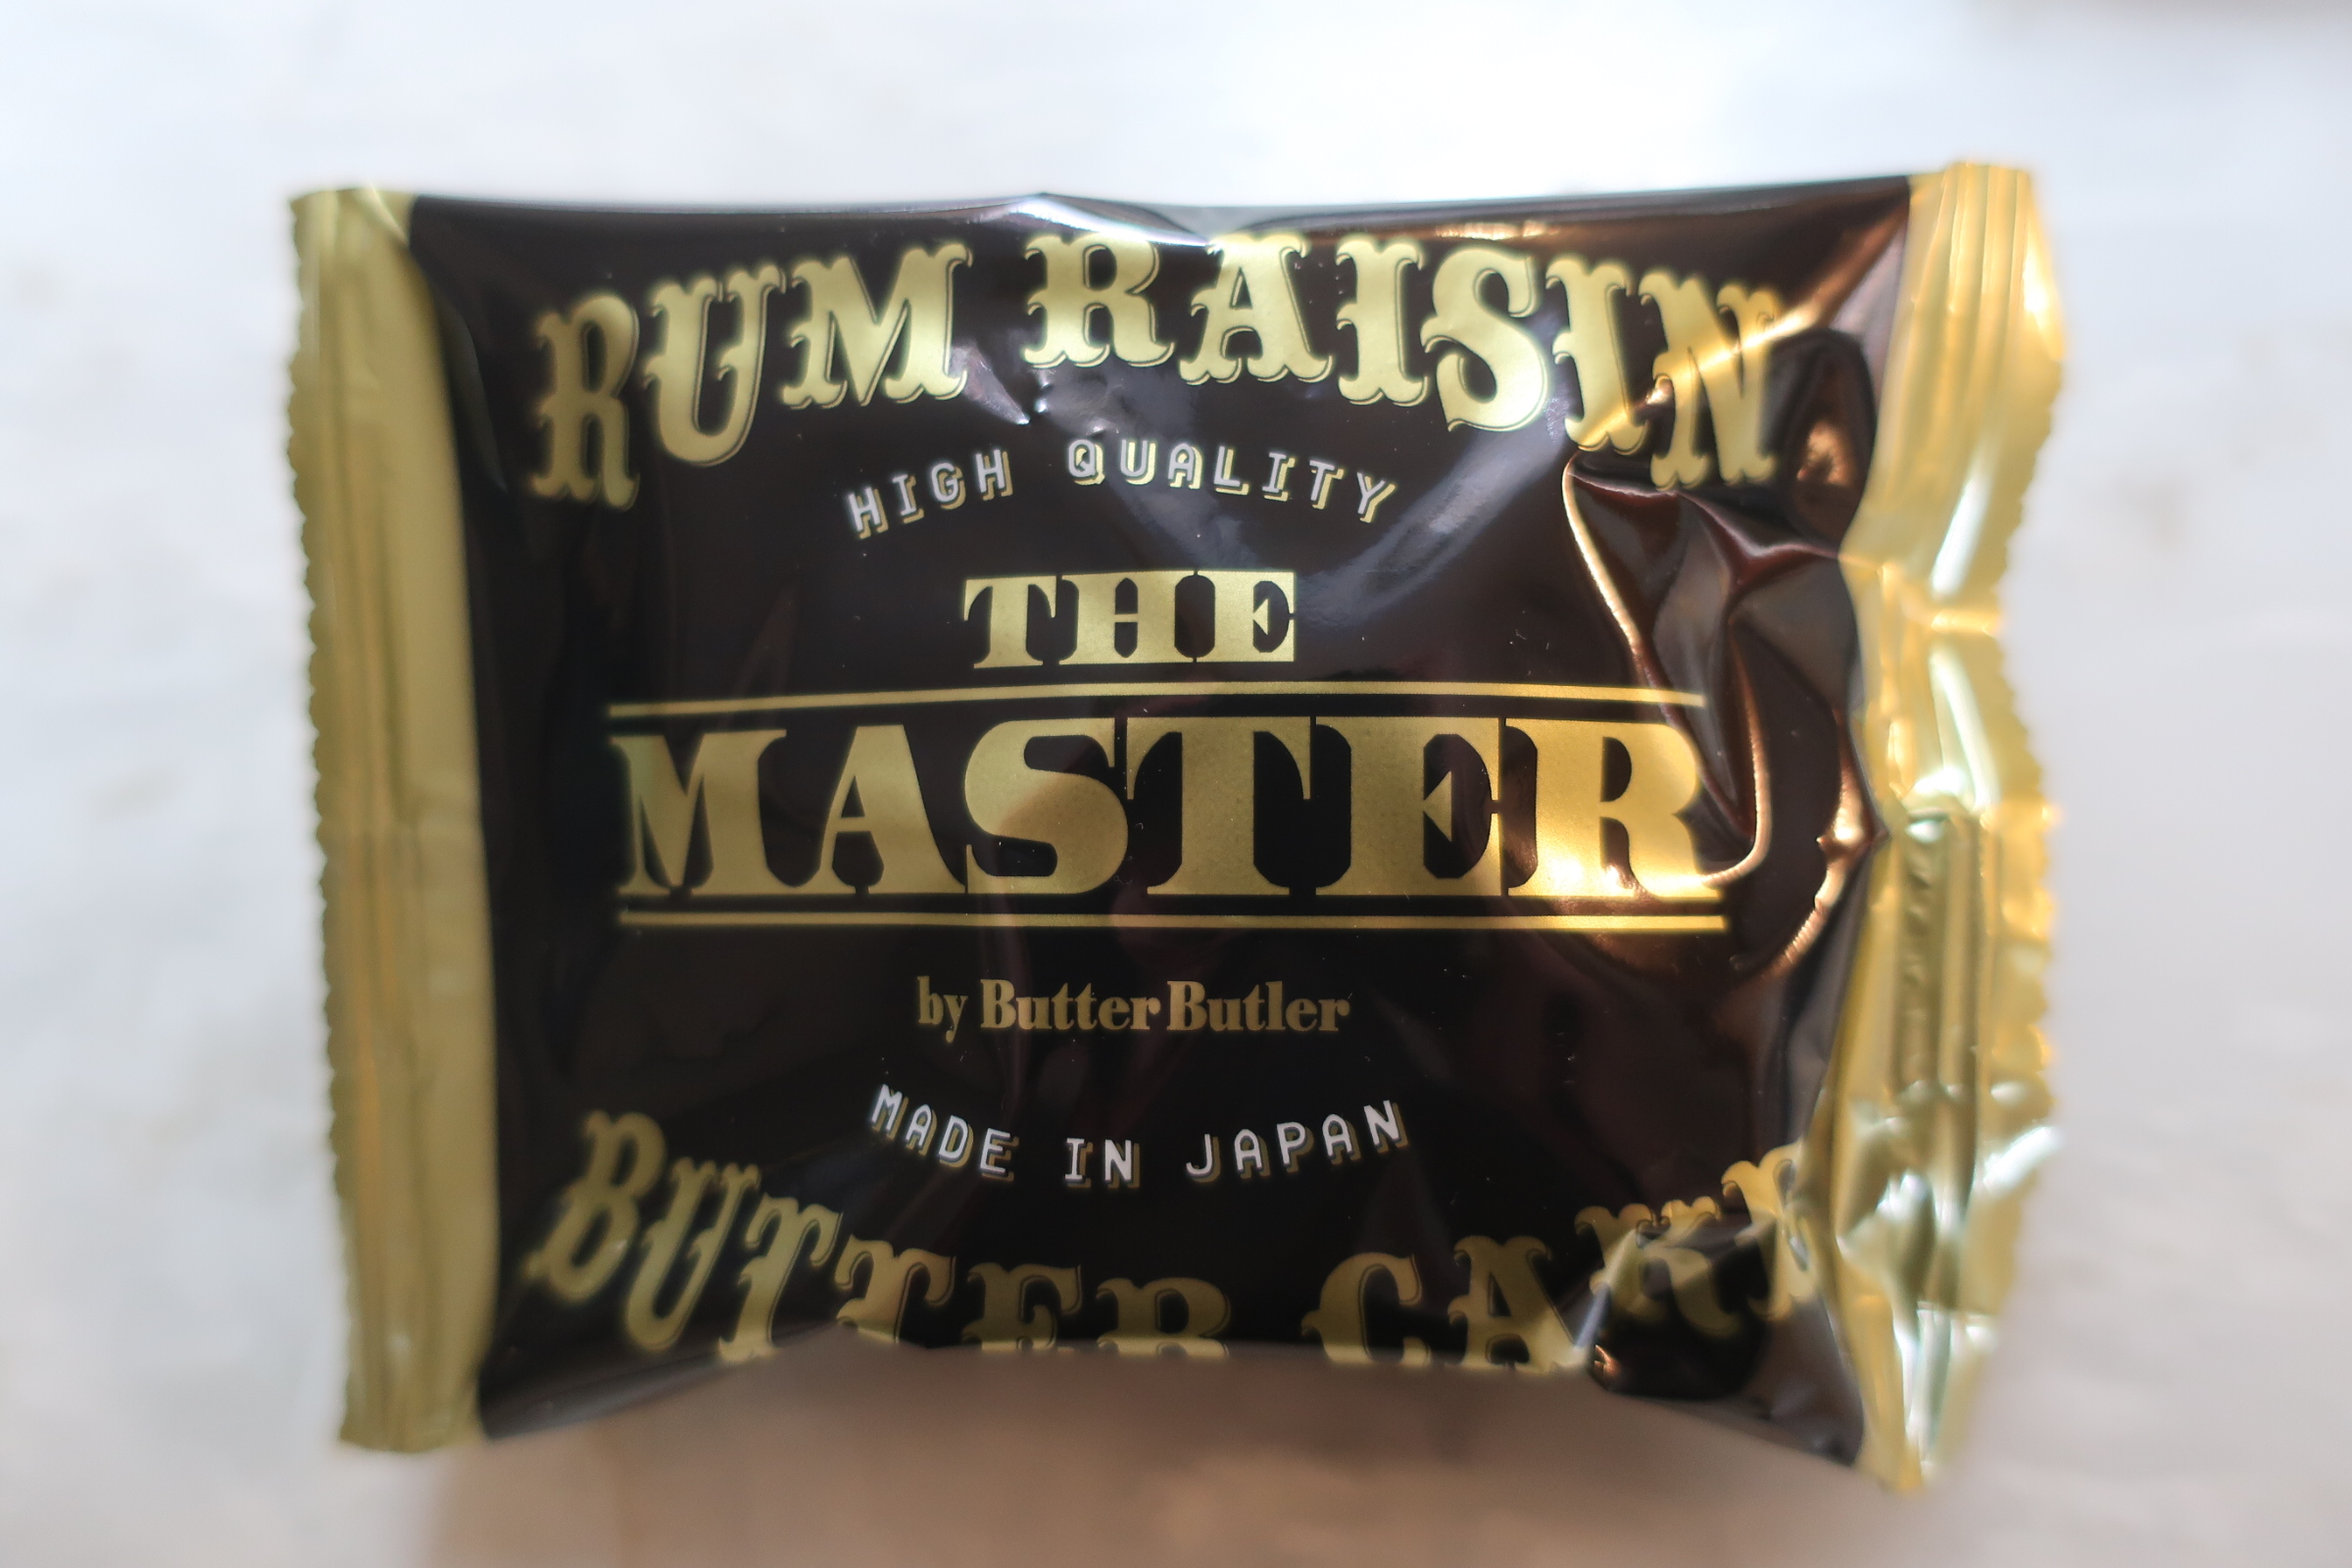 RUM RAISIN
HIGH QUALITY
THE
MASTER
by Butter Butler
MADE IN JAPAN
BUTTER